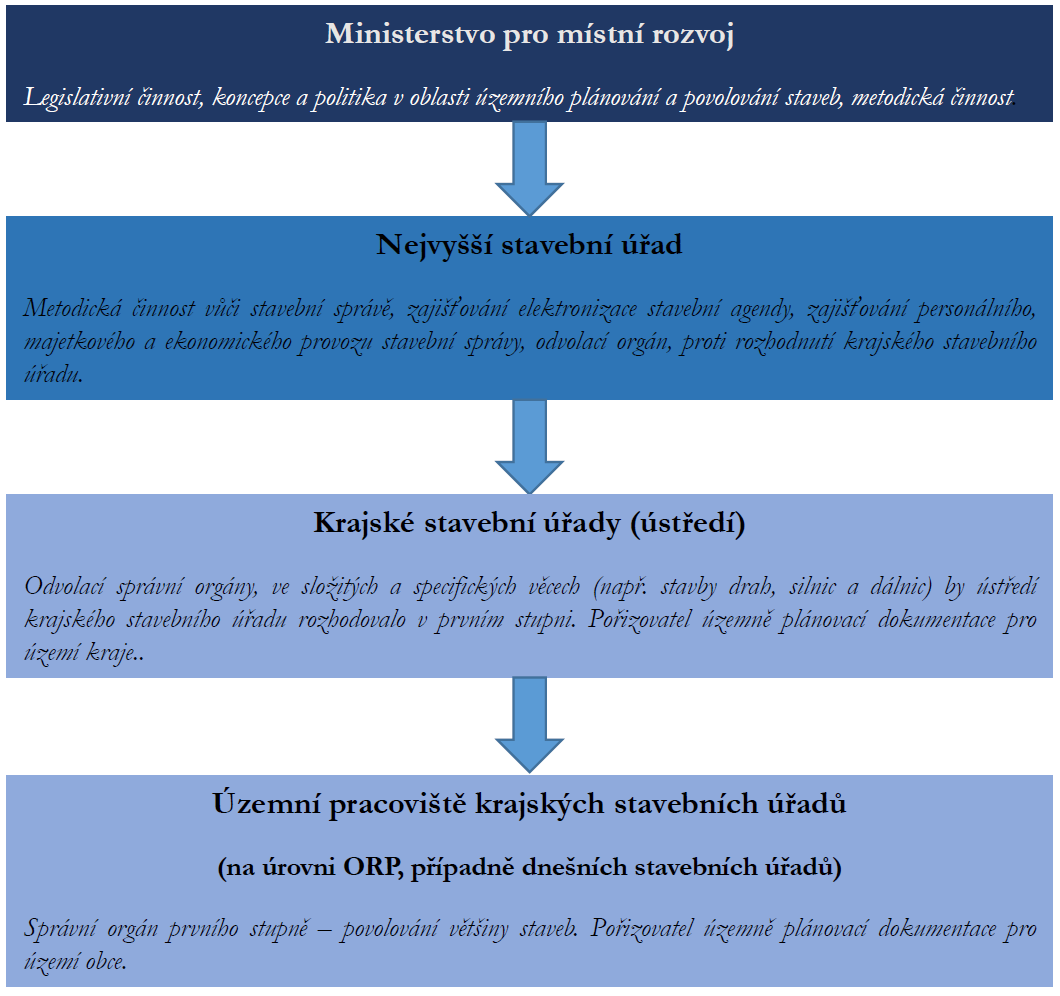 Ministerstvo pro místní rozvoj
Legislativní činnost, koncepce a politika v oblasti územního plánování a povolování staveb, metodická činnost.
Nejvyšší stavební úřad
Metodická činnost vůči stavební správě, zajišťování elektronizace stavební agendy, zajišťování personálního,
majetkového a ekonomického provozu stavební správy, odvolací orgán, proti rozhodnutí krajského stavebního
úřadu.
Krajské stavební úřady (ústředí)
Odvolací správní orgány, ve složitých a specifických věcech (např. stavby drah, silnic a dálnic) by ústředí
krajského stavebního úřadu rozhodovalo v prvním stupni. Pořizovatel územně plánovací dokumentace pro
území kraje..
Územní pracoviště krajských stavebních úřadů
(na úrovni ORP, případně dnešních stavebních úřadů)
Správní orgán prvního stupně – povolování většiny staveb. Pořizovatel územně plánovací dokumentace pro
území obce.